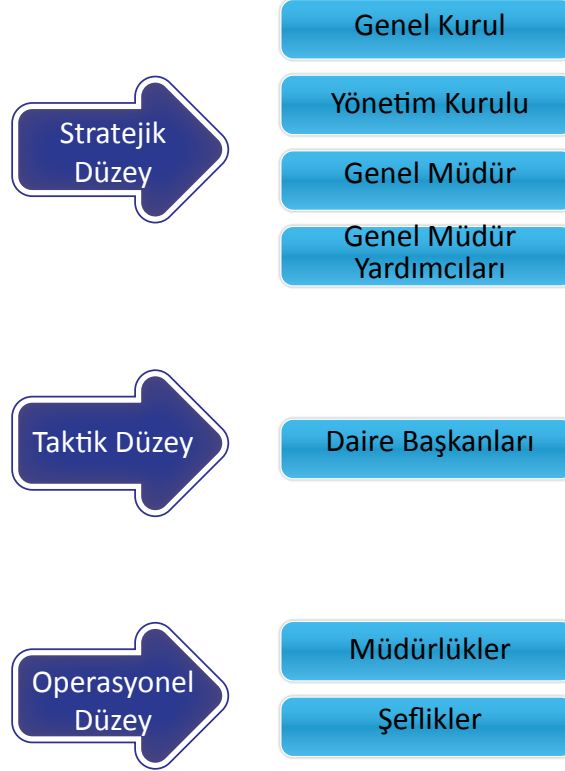 Stratejik
Düzey
Genel Kurul
Yönetim Kurulu
Genel Müdür
Genel Müdür
Yardımcıları
Taktik Düzey
Daire Başkanları
Operasyonel
Düzey
Müdürlükler
Şeflikler